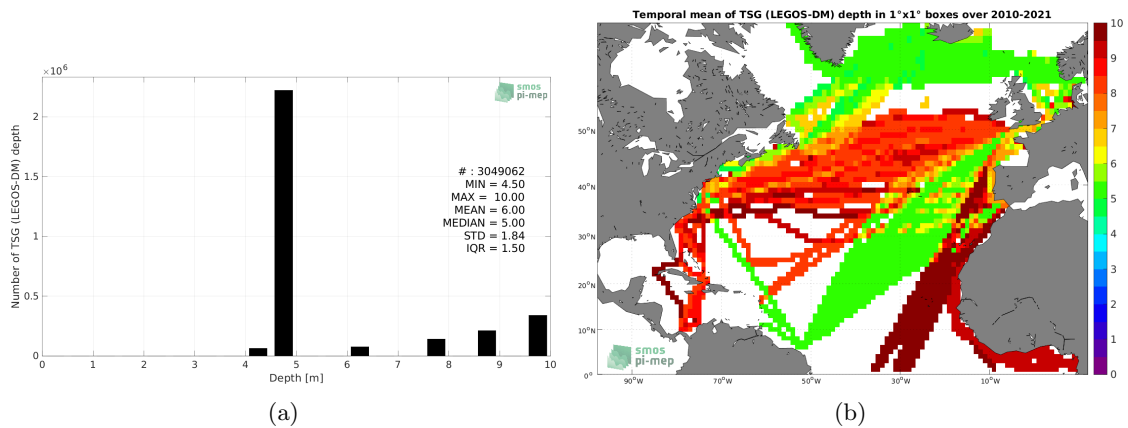 ×10⁶
2
1.5
1
0.5
0
Number of TSG (LEGOS-DM) depth
smos
pi-mep
# : 3049062
MIN = 4.50
MAX = 10.00
MEAN = 6.00
MEDIAN = 5.00
STD = 1.84
IQR = 1.50
0 1 2 3 4 5 6 7 8 9 10
Depth [m]
(a)
Temporal mean of TSG (LEGOS-DM) depth in 1°x1° boxes over 2010-2021
50°N
40°N
30°N
20°N
10°N
0°
90°W 70°W 50°W 30°W 10°W
smos
pi-mep
10
9
8
7
6
5
4
3
2
1
0
(b)